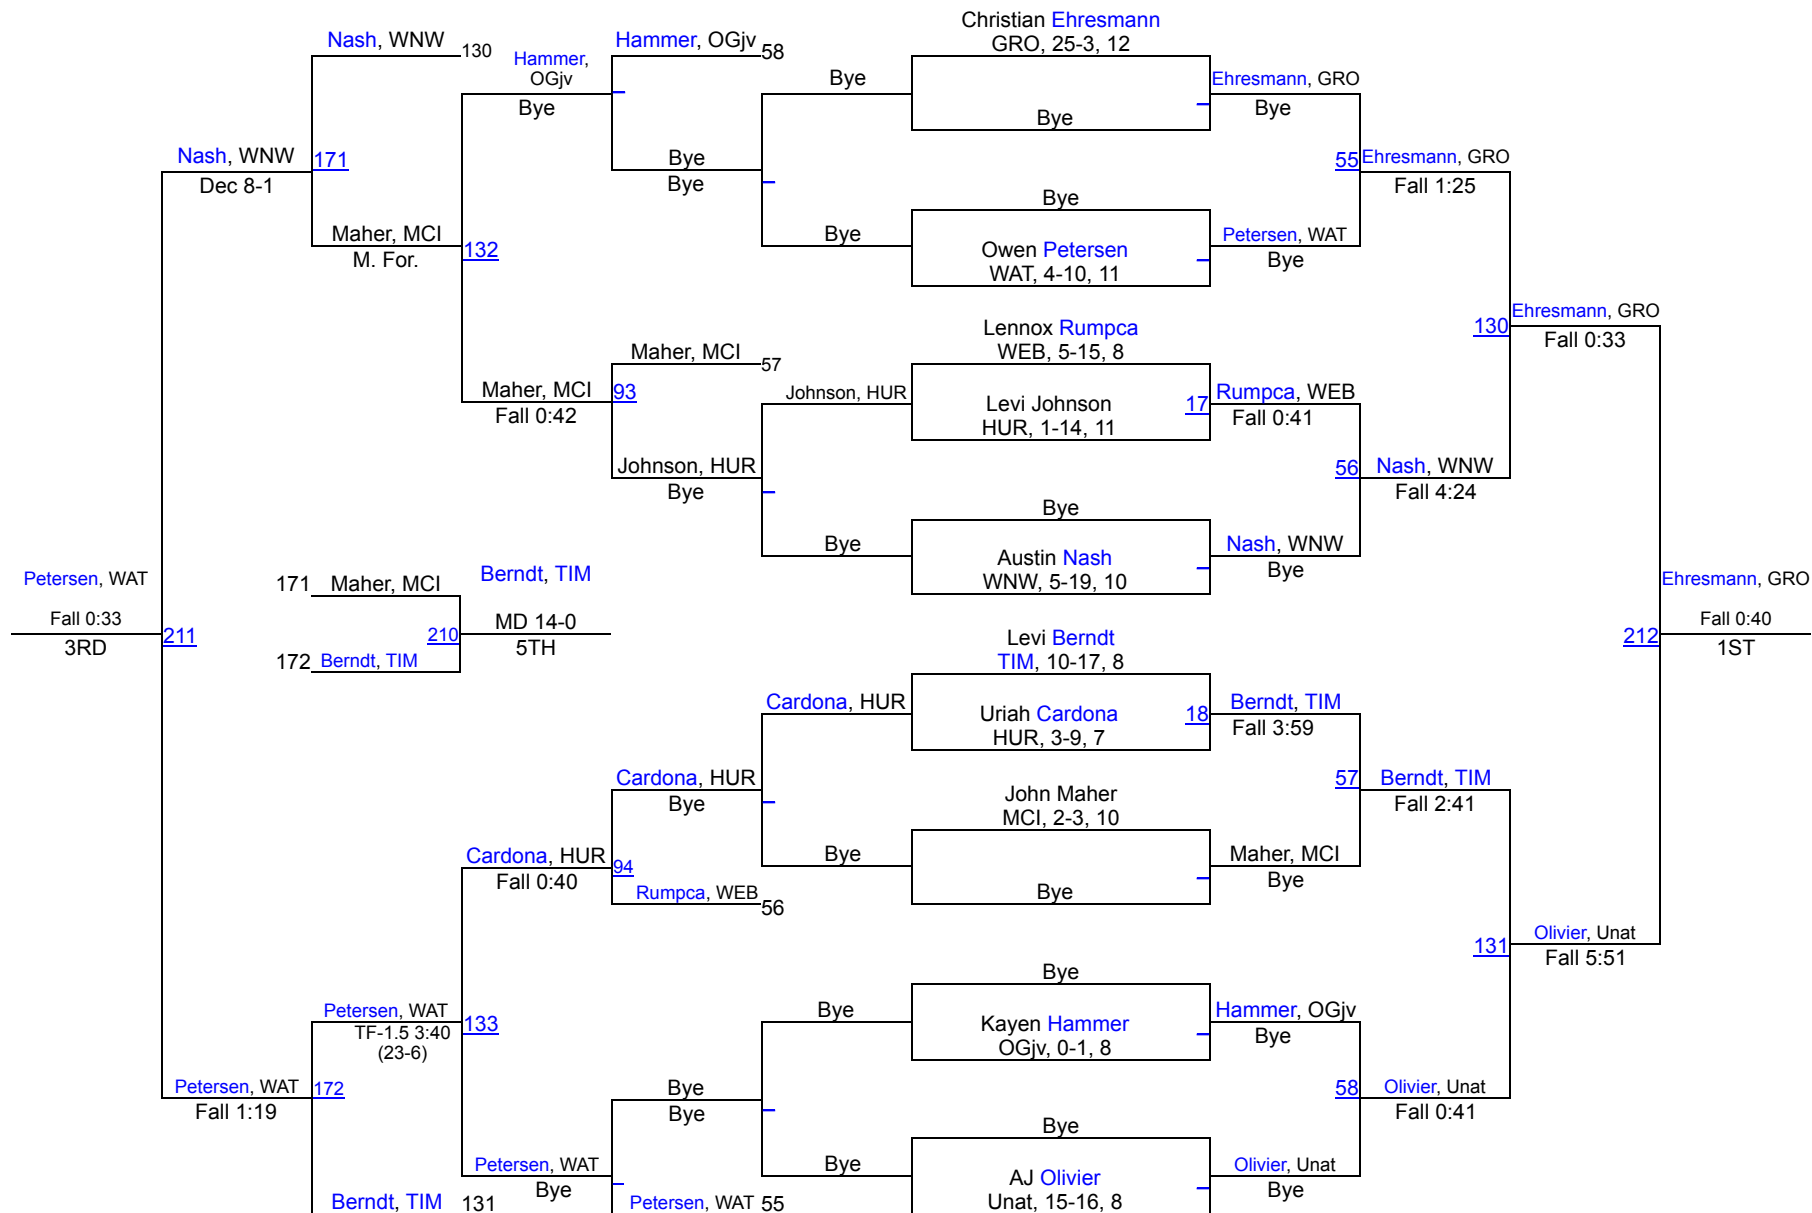 Christian Ehresmann
GRO, 25-3, 12
Nash, WNW
130
Hammer, OGjv
58
Hammer,
OGjv
Bye
Bye
Ehresmann, GRO
Bye
Bye
Nash, WNW
171
Dec 8-1
Bye
Bye
55
Ehresmann, GRO
Fall 1:25
Bye
Maher, MCI
M. For.
132
Bye
Owen Petersen
WAT, 4-10, 11
Petersen, WAT
Bye
130
Ehresmann, GRO
Fall 0:33
Lennox Rumpca
WEB, 5-15, 8
Maher, MCI
57
Maher, MCI
93
Fall 0:42
Johnson, HUR
Levi Johnson
HUR, 1-14, 11
17
Rumpca, WEB
Fall 0:41
Johnson, HUR
Bye
56
Nash, WNW
Fall 4:24
Bye
Bye
Austin Nash
WNW, 5-19, 10
Nash, WNW
Bye
Petersen, WAT
Fall 0:33
3RD
211
171
Maher, MCI
Berndt, TIM
210
MD 14-0
5TH
172
Berndt, TIM
Ehresmann, GRO
212
Fall 0:40
1ST
Levi Berndt
TIM, 10-17, 8
Cardona, HUR
Uriah Cardona
HUR, 3-9, 7
18
Berndt, TIM
Fall 3:59
Cardona, HUR
Bye
57
Berndt, TIM
Fall 2:41
John Maher
MCI, 2-3, 10
Cardona, HUR
Fall 0:40
94
Bye
Maher, MCI
Bye
Bye
Rumpca, WEB
56
131
Olivier, Unat
Fall 5:51
Bye
Petersen, WAT
TF-1.5 3:40
(23-6)
133
Bye
Kayen Hammer
OGjv, 0-1, 8
Hammer, OGjv
Bye
Petersen, WAT
172
Fall 1:19
Bye
Bye
58
Olivier, Unat
Fall 0:41
Bye
Petersen, WAT
Bye
Bye
AJ Olivier
Unat, 15-16, 8
Olivier, Unat
Bye
Berndt, TIM
131
Petersen, WAT
55